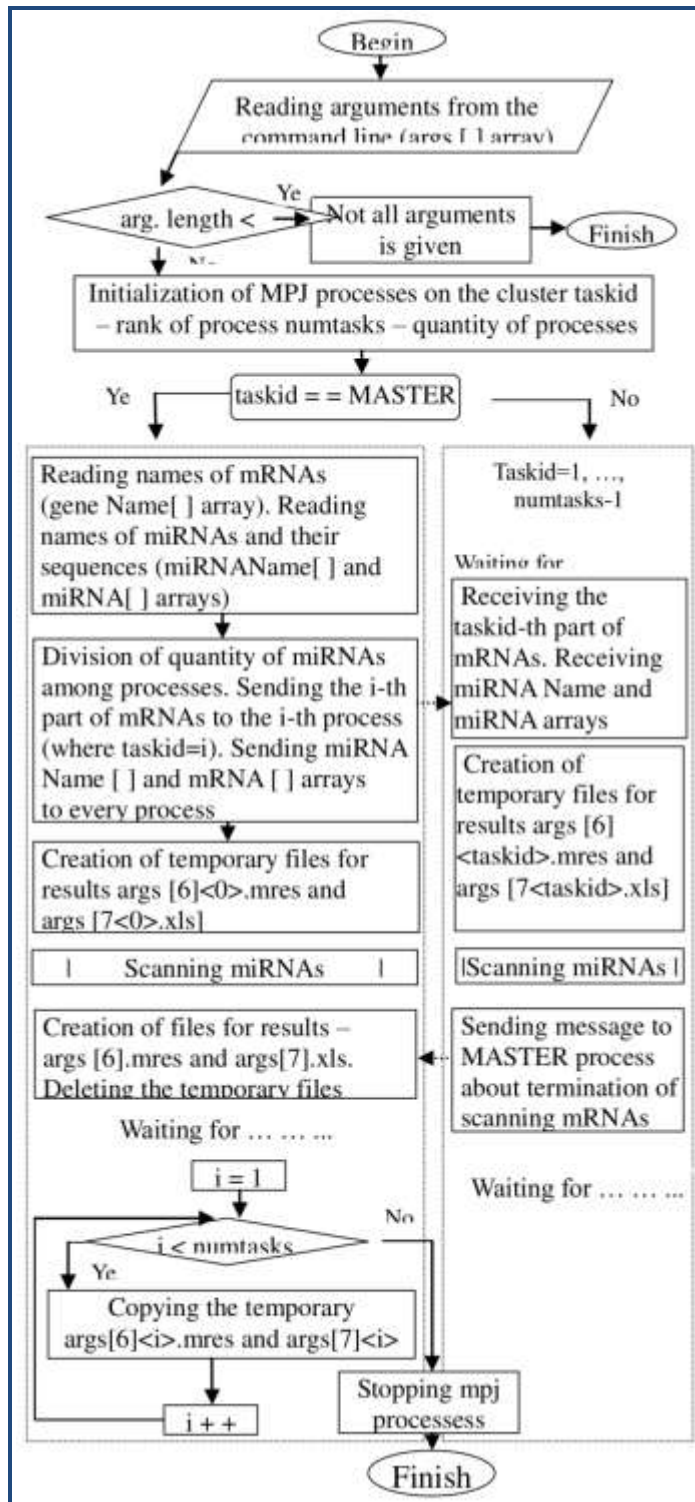 Begin
Reading arguments from the
command line (args [ ] array)
Ye
arg. length <
Not all arguments
is given
Finish
No
Initialization of MPJ processes on the cluster taskid
– rank of process numtasks – quantity of processes
Ye
taskid = = MASTER
No
Reading names of mRNAs
(gene Name[ ] array). Reading
names of miRNAs and their
sequences (miRNAName[ ] and
miRNA[ ] arrays)
Taskid=1, …,
numtasks-1
Waiting for
Division of quantity of miRNAs
among processes. Sending the i-th
part of mRNAs to the i-th process
(where taskid=i). Sending miRNA
Name [ ] and mRNA [ ] arrays
to every process
Receiving the
taskid-th part of
mRNAs. Receiving
miRNA Name and
miRNA arrays
Creation of temporary files for
results args [6]<0>.mres and
args [7<0>.xls]
Creation of
temporary files for
results args [6]
<taskid>.mres and
args [7<taskid>.xls]
| Scanning miRNAs |
|Scanning miRNAs |
Creation of files for results –
args [6].mres and args[7].xls.
Deleting the temporary files
Sending message to
MASTER process
about termination of
scanning mRNAs
Waiting for … … ...
Waiting for … … ...
i = 1
No
i < numtasks
Ye
Copying the temporary
args[6]<i>.mres and args[7]<i>
i + +
Stopping mpj
processess
Finish